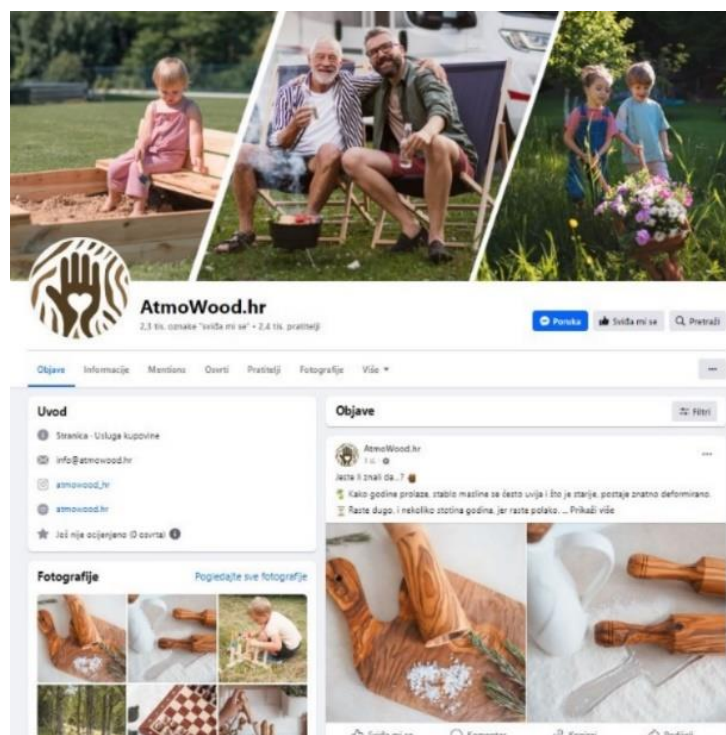 AtmoWood.hr
2,3 tis. oznake "sviđa mi se" • 2,4 tis. pratitelji
Poruka
Sviđa mi se
Pretraži
Objave Informacije Mentions Osvrti Pratitelji Fotografije Više
Uvod
Stranica · Usluga kupovine
info@atmowood.hr
atmowood_hr
atmowood.hr
Još nije ocijenjeno (0 osvrta)
Fotografije
Pogledajte sve fotografije
Objave
Filtri
AtmoWood.hr
Jeste li znali da...?
Kako godine prolaze, stablo masline se često uvija i što je starije, postaje znatno deformirano.
Raste dugo, i nekoliko stotina godina, jer raste polako. ... Prikaži više
Sviđa mi se